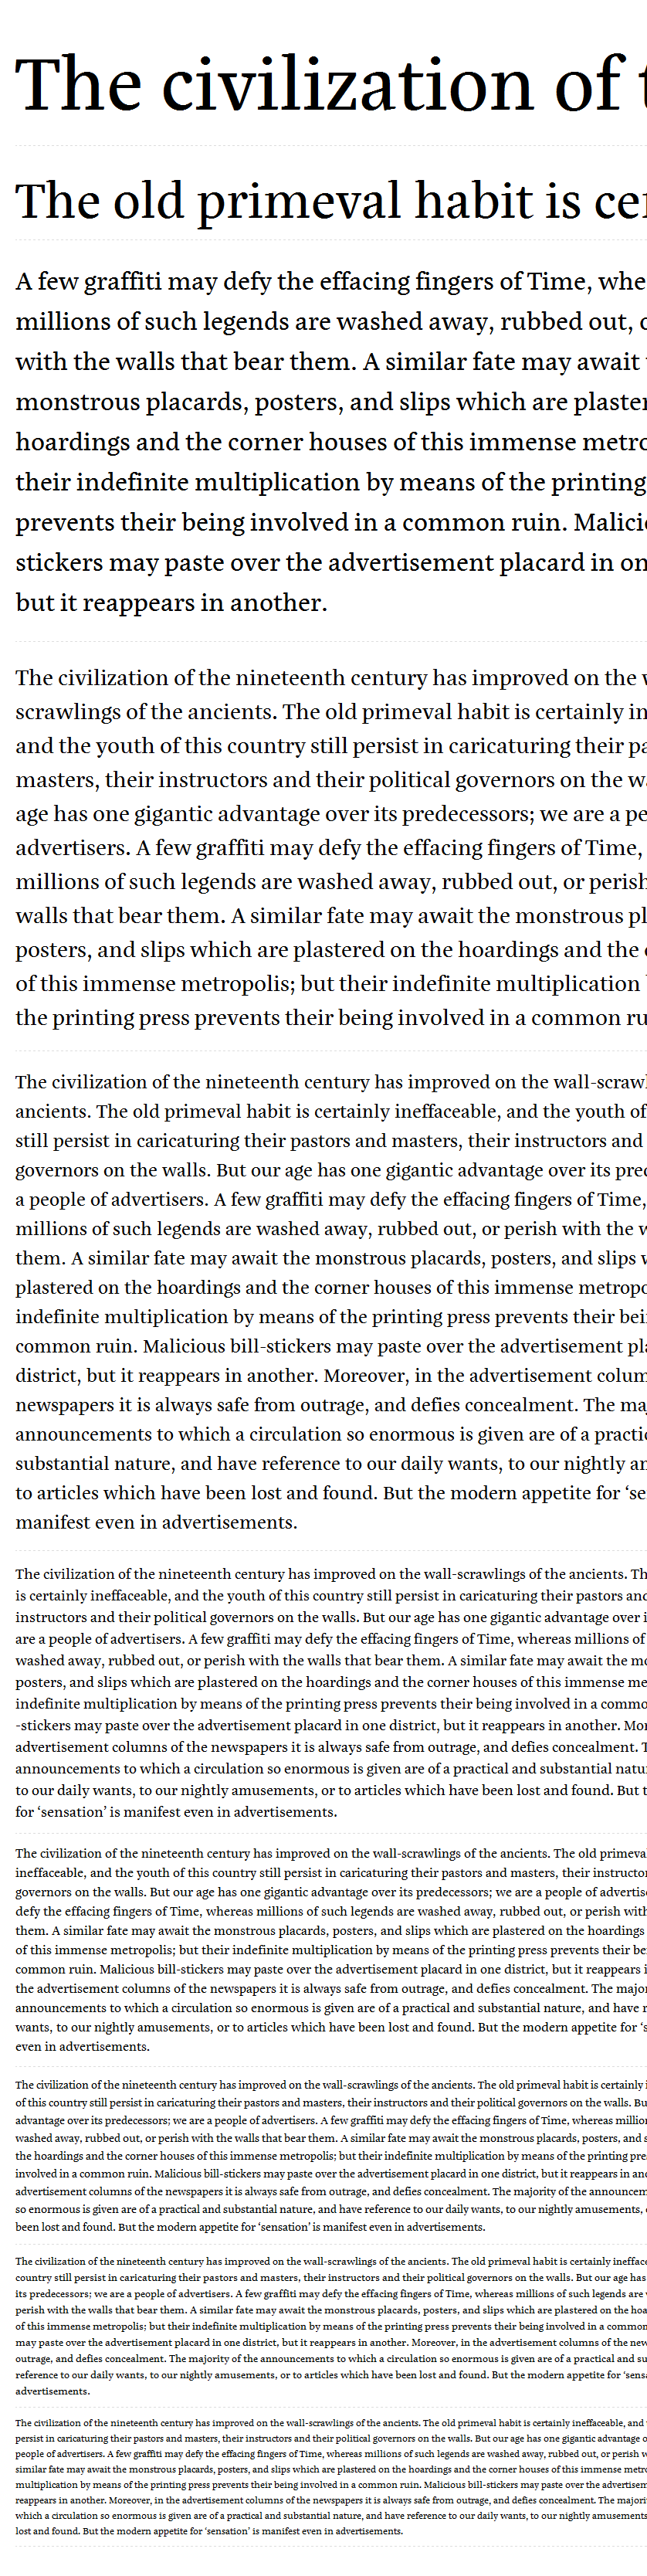 The civilization of t
The old primeval habit is cer
A few graffiti may defy the effacing fingers of Time, whe
millions of such legends are washed away, rubbed out, o
with the walls that bear them. A similar fate may await
monstrous placards, posters, and slips which are plaster
hoardings and the corner houses of this immense metro
their indefinite multiplication by means of the printing
prevents their being involved in a common ruin. Malicio
stickers may paste over the advertisement placard in on
but it reappears in another.
The civilization of the nineteenth century has improved on the w
scrawlings of the ancients. The old primeval habit is certainly in
and the youth of this country still persist in caricaturing their pa
masters, their instructors and their political governors on the wa
age has one gigantic advantage over its predecessors; we are a pe
advertisers. A few graffiti may defy the effacing fingers of Time,
millions of such legends are washed away, rubbed out, or perish
walls that bear them. A similar fate may await the monstrous pl
posters, and slips which are plastered on the hoardings and the c
of this immense metropolis; but their indefinite multiplication
the printing press prevents their being involved in a common ru
The civilization of the nineteenth century has improved on the wall-scrawl
ancients. The old primeval habit is certainly ineffaceable, and the youth of
still persist in caricaturing their pastors and masters, their instructors and
governors on the walls. But our age has one gigantic advantage over its pred
a people of advertisers. A few graffiti may defy the effacing fingers of Time,
millions of such legends are washed away, rubbed out, or perish with the w
them. A similar fate may await the monstrous placards, posters, and slips w
plastered on the hoardings and the corner houses of this immense metropo
indefinite multiplication by means of the printing press prevents their bei
common ruin. Malicious bill-stickers may paste over the advertisement pla
district, but it reappears in another. Moreover, in the advertisement colum
newspapers it is always safe from outrage, and defies concealment. The maj
announcements to which a circulation so enormous is given are of a practic
substantial nature, and have reference to our daily wants, to our nightly am
to articles which have been lost and found. But the modern appetite for ‘se
manifest even in advertisements.
The civilization of the nineteenth century has improved on the wall-scrawlings of the ancients. Th
is certainly ineffaceable, and the youth of this country still persist in caricaturing their pastors and
instructors and their political governors on the walls. But our age has one gigantic advantage over i
are a people of advertisers. A few graffiti may defy the effacing fingers of Time, whereas millions of
washed away, rubbed out, or perish with the walls that bear them. A similar fate may await the mo
posters, and slips which are plastered on the hoardings and the corner houses of this immense me
indefinite multiplication by means of the printing press prevents their being involved in a commo
-stickers may paste over the advertisement placard in one district, but it reappears in another. Mor
advertisement columns of the newspapers it is always safe from outrage, and defies concealment. T
announcements to which a circulation so enormous is given are of a practical and substantial natur
to our daily wants, to our nightly amusements, or to articles which have been lost and found. But t
for ‘sensation’ is manifest even in advertisements.
The civilization of the nineteenth century has improved on the wall-scrawlings of the ancients. The old primeval
ineffaceable, and the youth of this country still persist in caricaturing their pastors and masters, their instructor
governors on the walls. But our age has one gigantic advantage over its predecessors; we are a people of advertise
defy the effacing fingers of Time, whereas millions of such legends are washed away, rubbed out, or perish with
them. A similar fate may await the monstrous placards, posters, and slips which are plastered on the hoardings
of this immense metropolis; but their indefinite multiplication by means of the printing press prevents their be
common ruin. Malicious bill-stickers may paste over the advertisement placard in one district, but it reappears i
the advertisement columns of the newspapers it is always safe from outrage, and defies concealment. The major
announcements to which a circulation so enormous is given are of a practical and substantial nature, and have r
wants, to our nightly amusements, or to articles which have been lost and found. But the modern appetite for ‘s
even in advertisements.
The civilization of the nineteenth century has improved on the wall-scrawlings of the ancients. The old primeval habit is certainly i
of this country still persist in caricaturing their pastors and masters, their instructors and their political governors on the walls. Bu
advantage over its predecessors; we are a people of advertisers. A few graffiti may defy the effacing fingers of Time, whereas million
washed away, rubbed out, or perish with the walls that bear them. A similar fate may await the monstrous placards, posters, and s
the hoardings and the corner houses of this immense metropolis; but their indefinite multiplication by means of the printing pre
involved in a common ruin. Malicious bill-stickers may paste over the advertisement placard in one district, but it reappears in and
advertisement columns of the newspapers it is always safe from outrage, and defies concealment. The majority of the announcem
so enormous is given are of a practical and substantial nature, and have reference to our daily wants, to our nightly amusements,
been lost and found. But the modern appetite for ‘sensation’ is manifest even in advertisements.
The civilization of the nineteenth century has improved on the wall-scrawlings of the ancients. The old primeval habit is certainly ineffac
country still persist in caricaturing their pastors and masters, their instructors and their political governors on the walls. But our age has
its predecessors; we are a people of advertisers. A few graffiti may defy the effacing fingers of Time, whereas millions of such legends are
perish with the walls that bear them. A similar fate may await the monstrous placards, posters, and slips which are plastered on the hoa
of this immense metropolis; but their indefinite multiplication by means of the printing press prevents their being involved in a common
may paste over the advertisement placard in one district, but it reappears in another. Moreover, in the advertisement columns of the new
outrage, and defies concealment. The majority of the announcements to which a circulation so enormous is given are of a practical and su
reference to our daily wants, to our nightly amusements, or to articles which have been lost and found. But the modern appetite for ‘sensa
advertisements.
The civilization of the nineteenth century has improved on the wall-scrawlings of the ancients. The old primeval habit is certainly ineffaceable, and
persist in caricaturing their pastors and masters, their instructors and their political governors on the walls. But our age has one gigantic advantage o
people of advertisers. A few graffiti may defy the effacing fingers of Time, whereas millions of such legends are washed away, rubbed out, or perish w
similar fate may await the monstrous placards, posters, and slips which are plastered on the hoardings and the corner houses of this immense metro
multiplication by means of the printing press prevents their being involved in a common ruin. Malicious bill-stickers may paste over the advertisem
reappears in another. Moreover, in the advertisement columns of the newspapers it is always safe from outrage, and defies concealment. The majorit
which a circulation so enormous is given are of a practical and substantial nature, and have reference to our daily wants, to our nightly amusements
lost and found. But the modern appetite for ‘sensation’ is manifest even in advertisements.